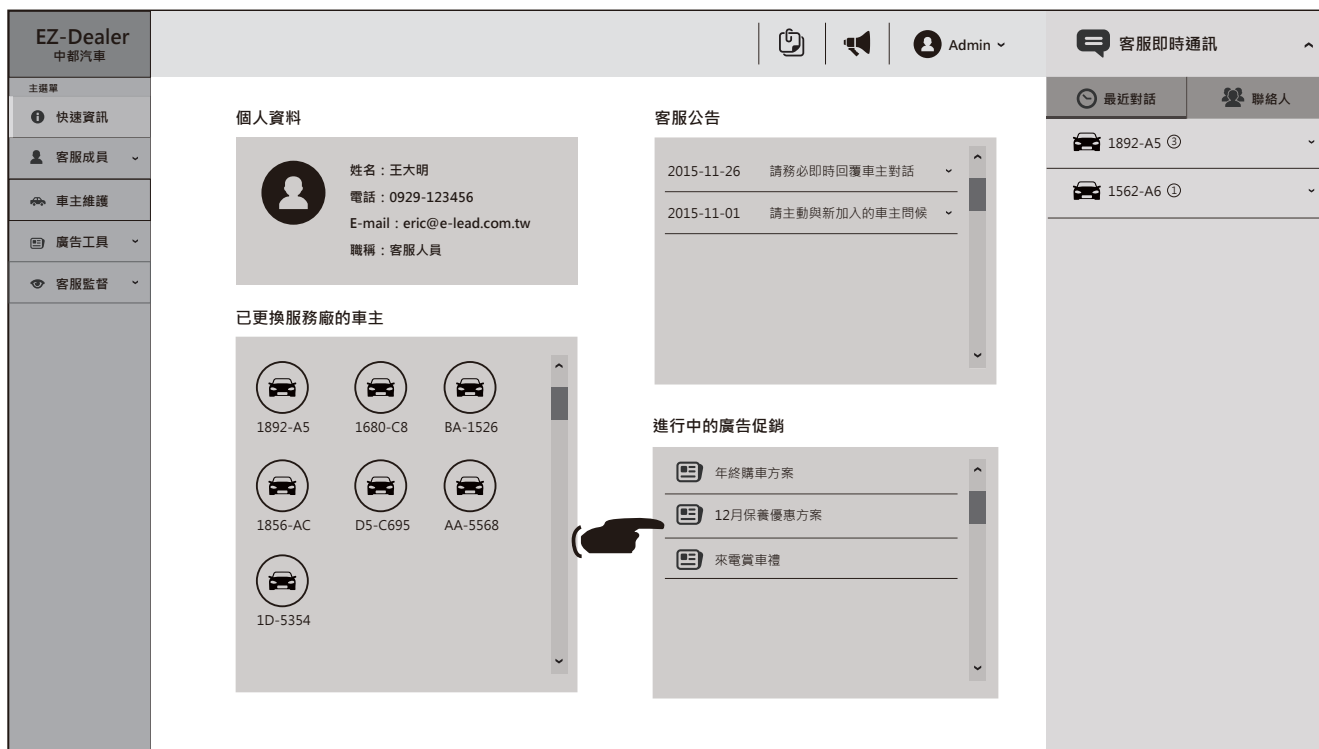 EZ-Dealer
中都汽車
Admin
主選單
快速資訊
客服成員
車主維護
廣告工具
客服監督
個人資料
姓名：王大明
電話：0929-123456
E-mail：eric@e-lead.com.tw
職稱：客服人員
已更換服務廠的車主
1892-A5 1680-C8 BA-1526
1856-AC D5-C695 AA-5568
1D-5354
客服公告
2015-11-26 請務必即時回覆車主對話
2015-11-01 請主動與新加入的車主問候
進行中的廣告促銷
年終購車方案
12月保養優惠方案
來電賞車禮
客服即時通訊
最近對話 聯絡人
1892-A5 ③
1562-A6 ①